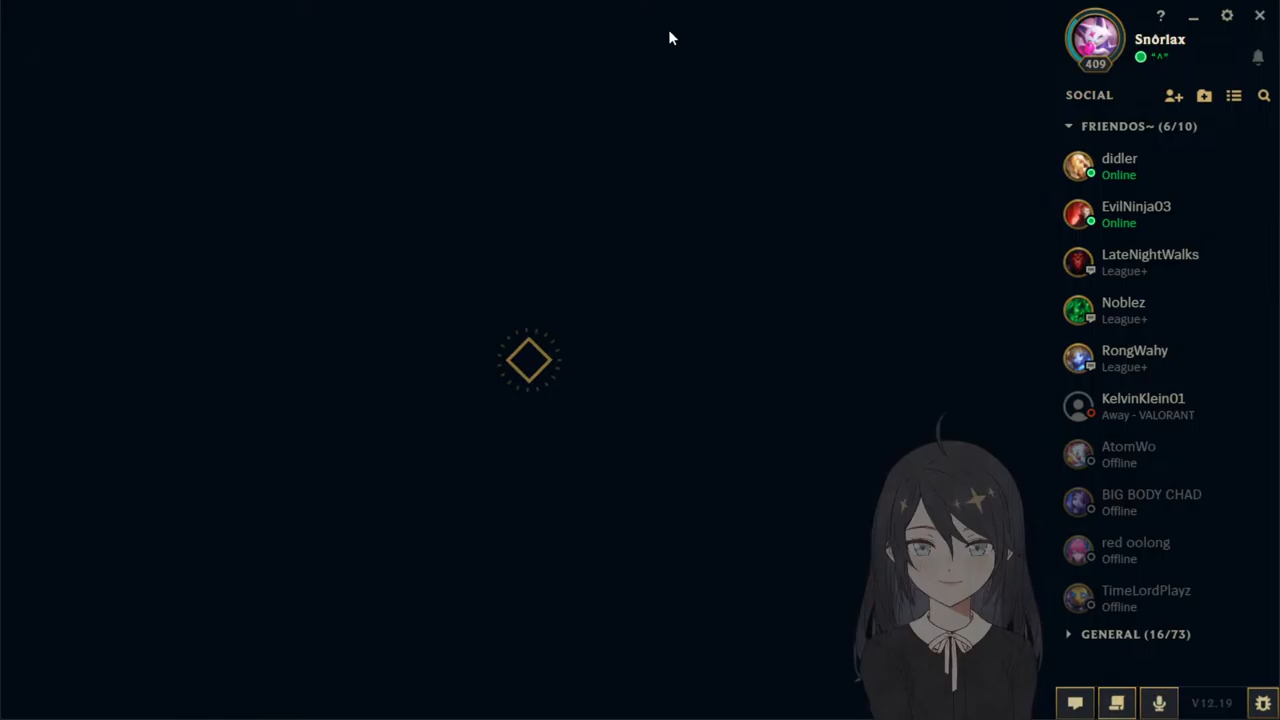 ?
Snôrlax
409
"^"
SOCIAL
FRIENDOS~ (6/10)
didler
Online
EvilNinja03
Online
LateNightWalks
League+
Noblez
League+
RongWahy
League+
KelvinKlein01
Away - VALORANT
AtomWo
Offline
BIG BODY CHAD
Offline
red oolong
Offline
TimeLordPlayz
Offline
GENERAL (16/73)
V12.19